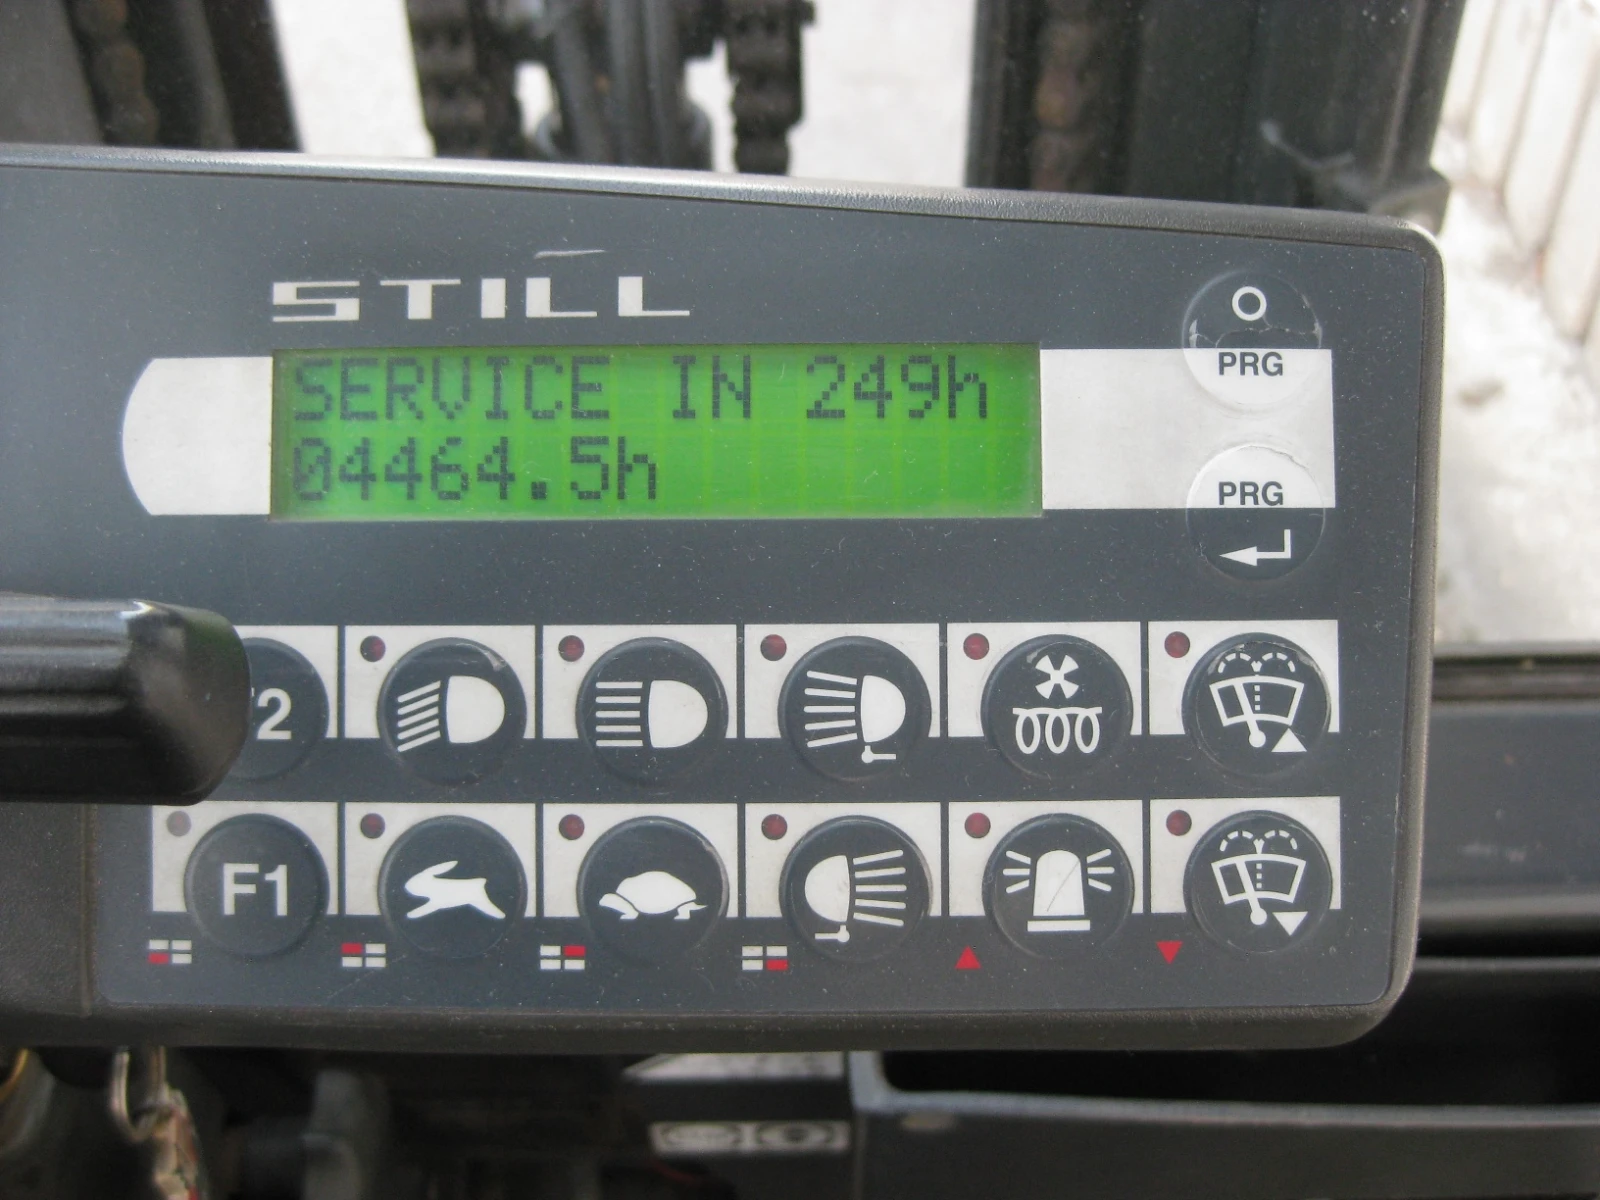 STILL
SERVICE IN 249h
04464.5h
PRG
PRG
F1